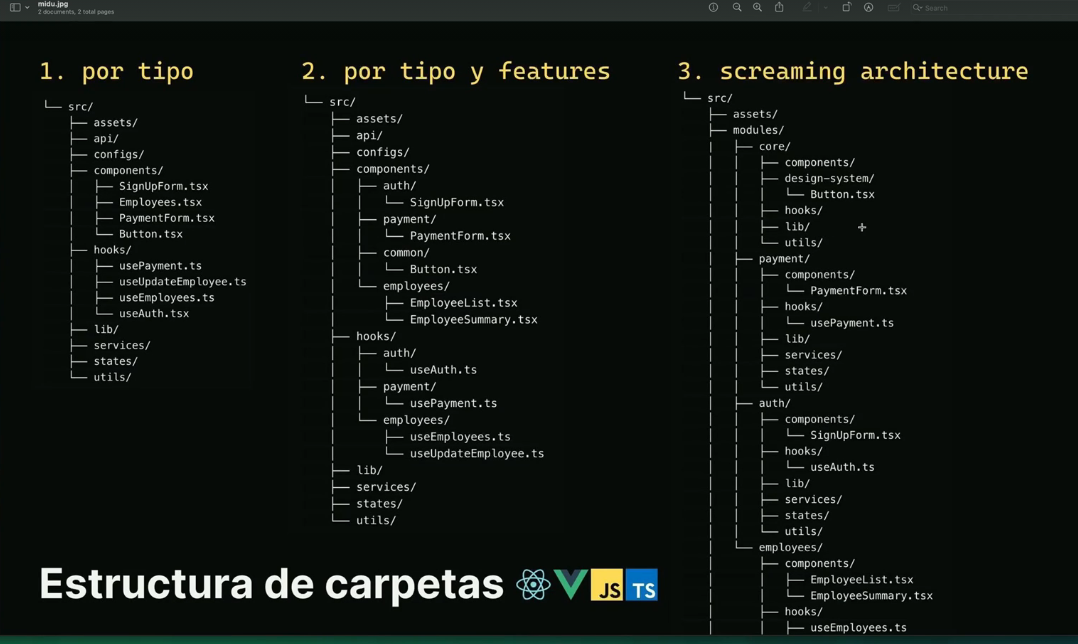 midu.jpg
2 documents, 2 total pages
Search
1. por tipo
└── src/
├── assets/
├── api/
├── configs/
├── components/
│ ├── SignUpForm.tsx
│ ├── Employees.tsx
│ ├── PaymentForm.tsx
│ └── Button.tsx
├── hooks/
│ ├── usePayment.ts
│ ├── useUpdateEmployee.ts
│ ├── useEmployees.ts
│ └── useAuth.tsx
├── lib/
├── services/
├── states/
└── utils/
2. por tipo y features
└── src/
├── assets/
├── api/
├── configs/
├── components/
│ ├── auth/
│ │ └── SignUpForm.tsx
│ ├── payment/
│ │ └── PaymentForm.tsx
│ ├── common/
│ │ └── Button.tsx
│ └── employees/
│ ├── EmployeeList.tsx
│ └── EmployeeSummary.tsx
├── hooks/
│ ├── auth/
│ │ └── useAuth.ts
│ ├── payment/
│ │ └── usePayment.ts
│ └── employees/
│ ├── useEmployees.ts
│ └── useUpdateEmployee.ts
├── lib/
├── services/
├── states/
└── utils/
3. screaming architecture
└── src/
├── assets/
├── modules/
│ ├── core/
│ │ ├── components/
│ │ ├── design-system/
│ │ │ └── Button.tsx
│ │ ├── hooks/
│ │ ├── lib/
│ │ └── utils/
│ ├── payment/
│ │ ├── components/
│ │ │ └── PaymentForm.tsx
│ │ ├── hooks/
│ │ │ └── usePayment.ts
│ │ ├── lib/
│ │ ├── services/
│ │ ├── states/
│ │ └── utils/
│ ├── auth/
│ │ ├── components/
│ │ │ └── SignUpForm.tsx
│ │ ├── hooks/
│ │ │ └── useAuth.ts
│ │ ├── lib/
│ │ ├── services/
│ │ ├── states/
│ │ └── utils/
│ └── employees/
│ ├── components/
│ │ ├── EmployeeList.tsx
│ │ └── EmployeeSummary.tsx
│ ├── hooks/
│ │ ├── useEmployees.ts
Estructura de carpetas JS TS